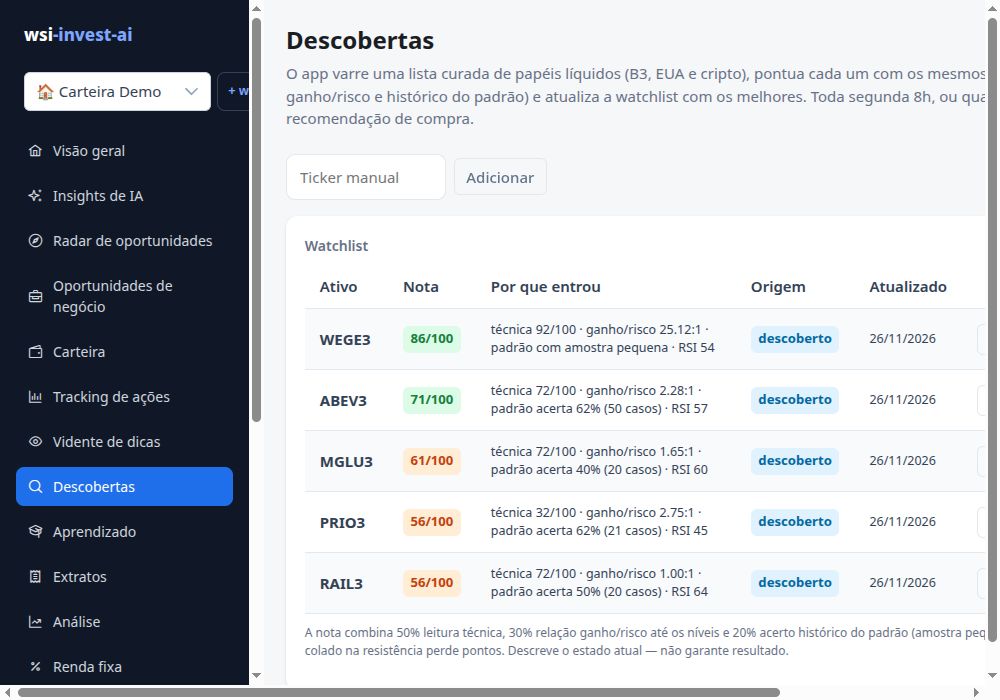 wsi-invest-ai
Carteira Demo
+ w
Visão geral
Insights de IA
Radar de oportunidades
Oportunidades de
negócio
Carteira
Tracking de ações
Vidente de dicas
Descobertas
Aprendizado
Extratos
Análise
Renda fixa
Descobertas
O app varre uma lista curada de papéis líquidos (B3, EUA e cripto), pontua cada um com os mesmos
ganho/risco e histórico do padrão) e atualiza a watchlist com os melhores. Toda segunda 8h, ou qua
recomendação de compra.
Ticker manual
Adicionar
Watchlist
Ativo Nota Por que entrou Origem Atualizado
WEGE3 86/100 técnica 92/100 · ganho/risco 25.12:1 ·
padrão com amostra pequena · RSI 54 descoberto 26/11/2026
ABEV3 71/100 técnica 72/100 · ganho/risco 2.28:1 ·
padrão acerta 62% (50 casos) · RSI 57 descoberto 26/11/2026
MGLU3 61/100 técnica 72/100 · ganho/risco 1.65:1 ·
padrão acerta 40% (20 casos) · RSI 60 descoberto 26/11/2026
PRIO3 56/100 técnica 32/100 · ganho/risco 2.75:1 ·
padrão acerta 62% (21 casos) · RSI 45 descoberto 26/11/2026
RAIL3 56/100 técnica 72/100 · ganho/risco 1.00:1 ·
padrão acerta 50% (20 casos) · RSI 64 descoberto 26/11/2026
A nota combina 50% leitura técnica, 30% relação ganho/risco até os níveis e 20% acerto histórico do padrão (amostra peq
colado na resistência perde pontos. Descreve o estado atual — não garante resultado.